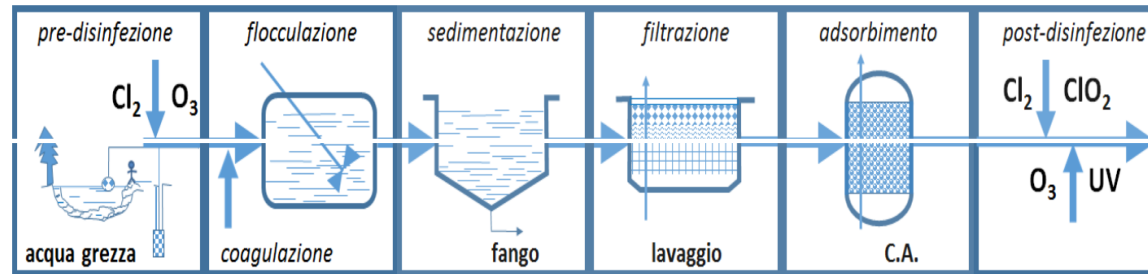 pre-disinfezione
Cl2 O3
acqua grezza
flocculazione
coagulazione
sedimentazione
fango
filtrazione
lavaggio
adsorbimento
C.A.
post-disinfezione
Cl2 ClO2
O3 UV